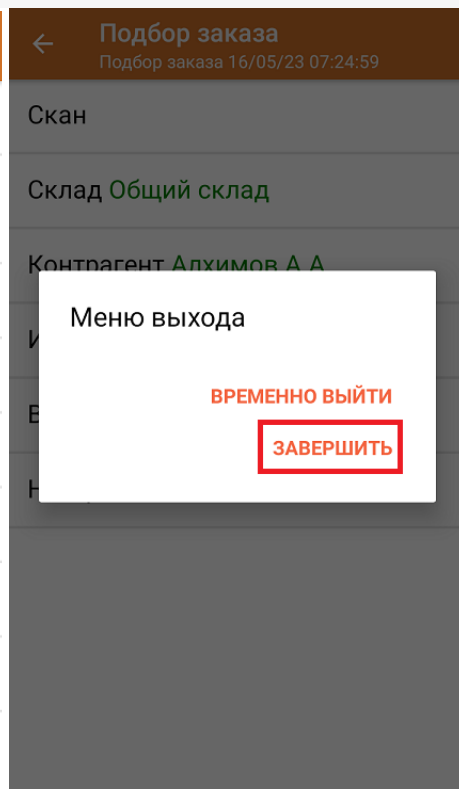 Подбор заказа
Подбор заказа 16/05/23 07:24:59
Скан
Склад Общий склад
Контрагент Алхимов А А
Меню выхода
ВРЕМЕННО ВЫЙТИ
ЗАВЕРШИТЬ